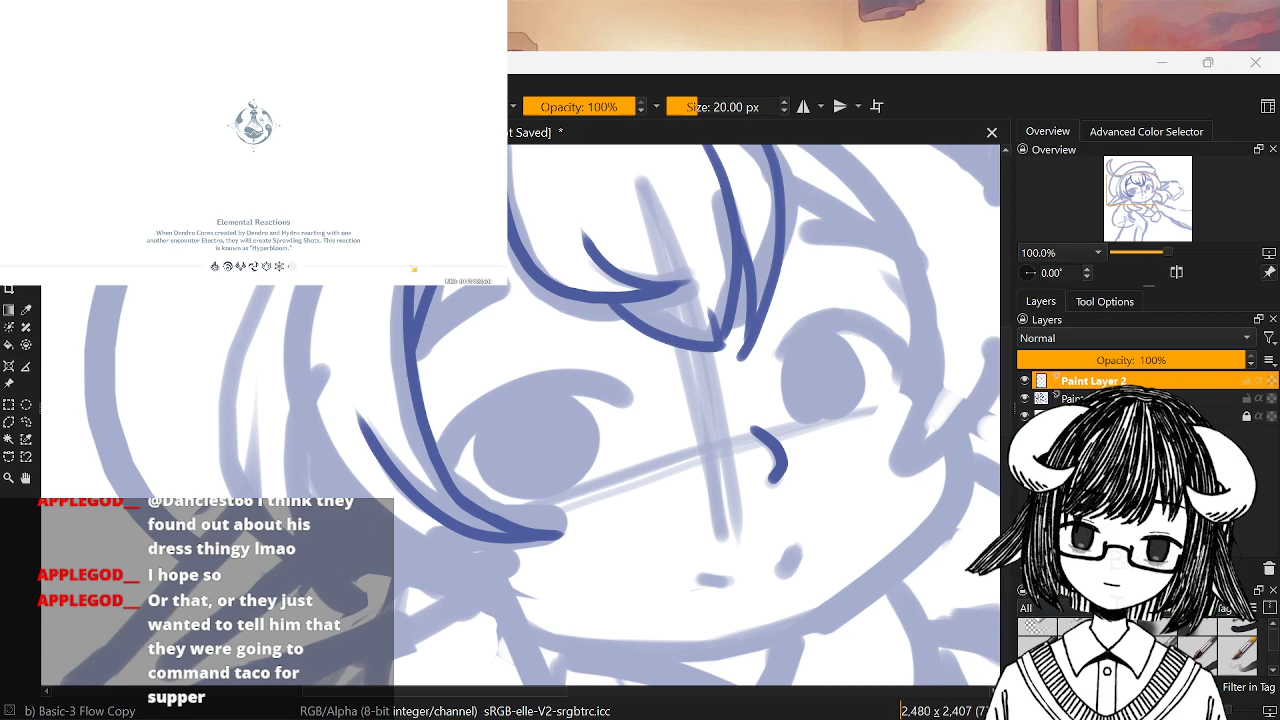 Elemental Reactions
When Dendro Cores created by Dendro and Hydro reacting with one
another encounter Electro, they will create Sprawling Shots. This reaction
is known as "Hyperbloom."
Opacity: 100%
Size: 20.00 px
ot Saved] *
Overview
Advanced Color Selector
Overview
100.0%
0.00°
Layers
Tool Options
Layers
Normal
Opacity: 100%
Paint Layer 2
Pain
All
Tag
Filter in Tag
APPLEGOD__ @Danciest66 I think they
found out about his
dress thingy lmao
APPLEGOD__ I hope so
APPLEGOD__ Or that, or they just
wanted to tell him that
they were going to
command taco for
supper
b) Basic-3 Flow Copy
RGB/Alpha (8-bit integer/channel) sRGB-elle-V2-srgbtrc.icc
2,480 x 2,407 (7